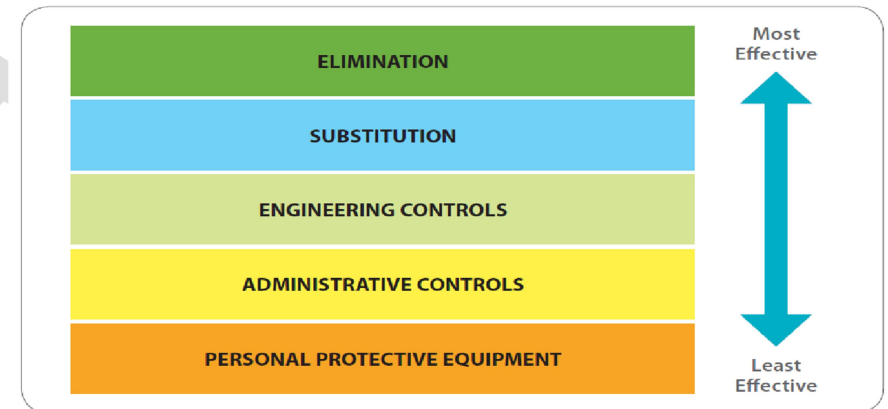 Most
Effective
ELIMINATION
SUBSTITUTION
ENGINEERING CONTROLS
ADMINISTRATIVE CONTROLS
PERSONAL PROTECTIVE EQUIPMENT
Least
Effective